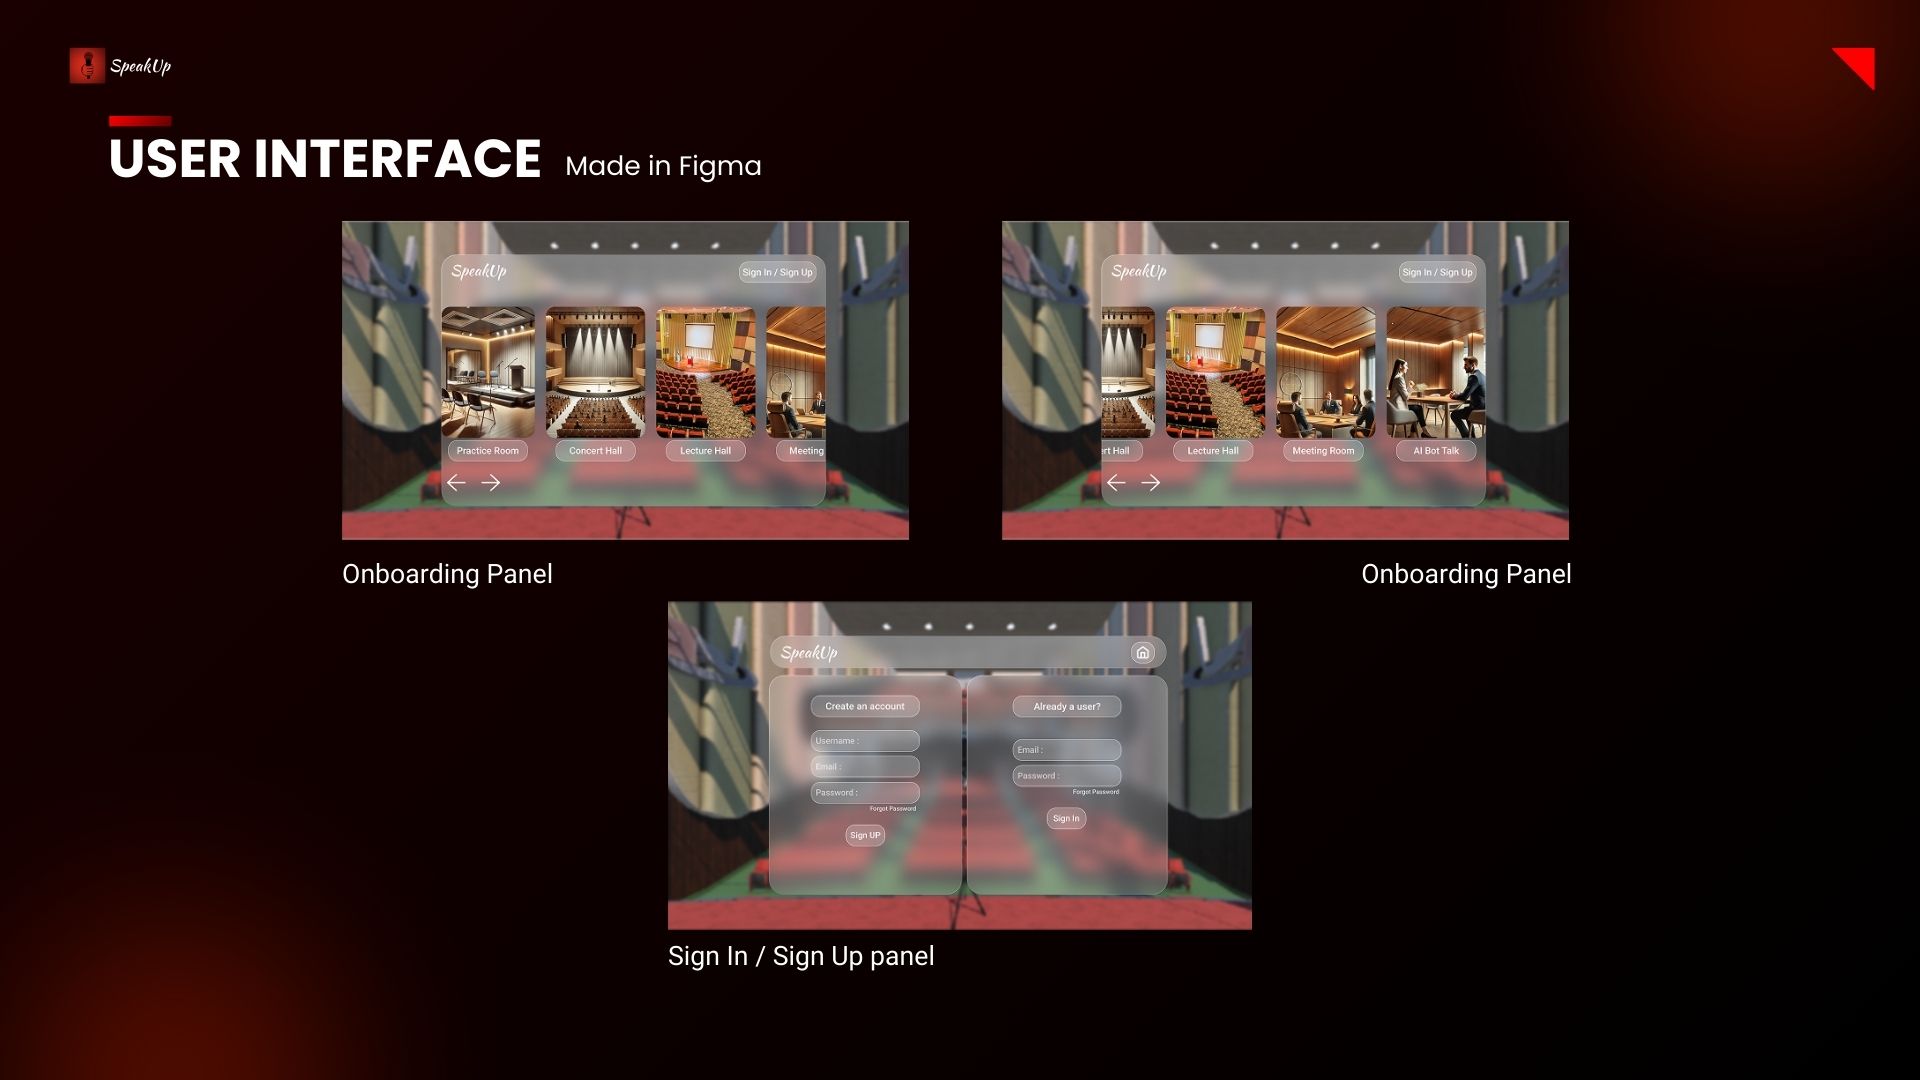 SpeakUp
USER INTERFACE Made in Figma
SpeakUp
Sign In / Sign Up
Practice Room
Concert Hall
Lecture Hall
Meeting
Onboarding Panel
SpeakUp
Sign In / Sign Up
rt Hall
Lecture Hall
Meeting Room
AI Bot Talk
Onboarding Panel
SpeakUp
Create an account
Username :
Email :
Password :
Forgot Password
Sign UP
Already a user?
Email :
Password :
Forgot Password
Sign In
Sign In / Sign Up panel